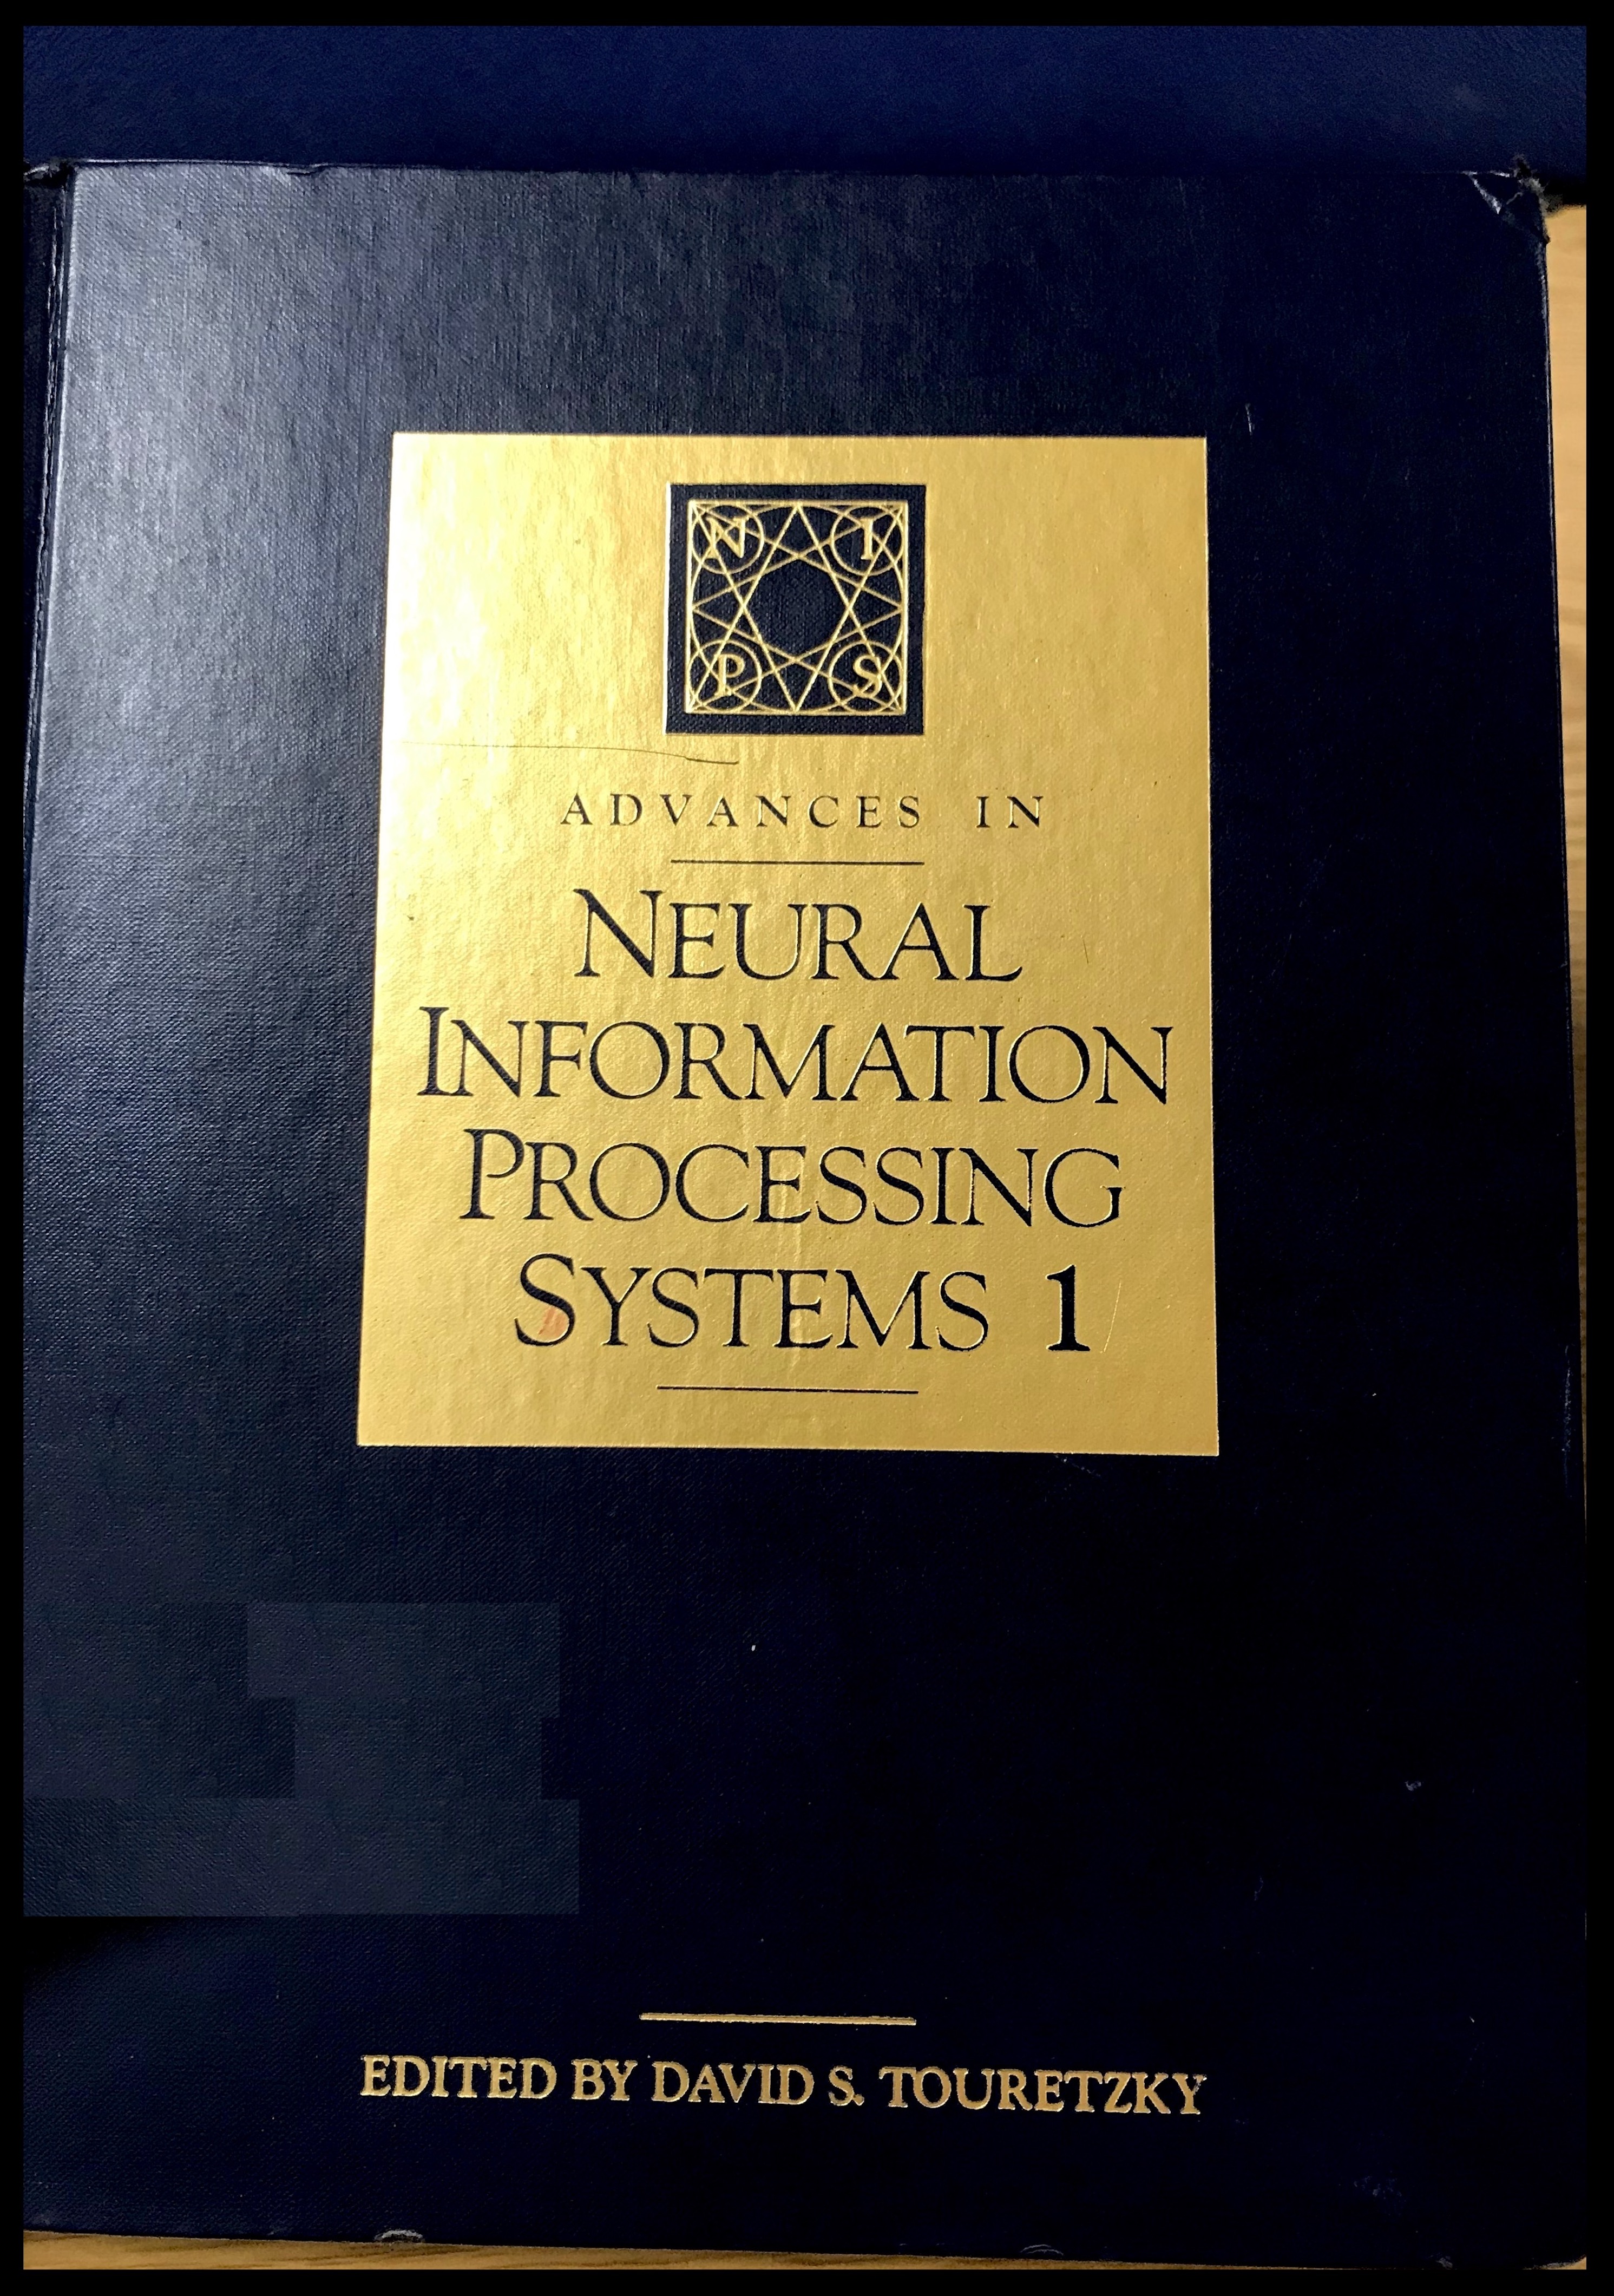 N I
P S
ADVANCES IN
NEURAL
INFORMATION
PROCESSING
SYSTEMS 1
EDITED BY DAVID S. TOURETZKY